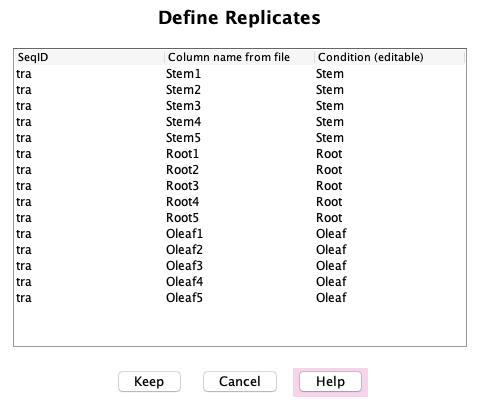 Define Replicates
SeqID Column name from file Condition (editable)
tra Stem1 Stem
tra Stem2 Stem
tra Stem3 Stem
tra Stem4 Stem
tra Stem5 Stem
tra Root1 Root
tra Root2 Root
tra Root3 Root
tra Root4 Root
tra Root5 Root
tra Oleaf1 Oleaf
tra Oleaf2 Oleaf
tra Oleaf3 Oleaf
tra Oleaf4 Oleaf
tra Oleaf5 Oleaf
Keep Cancel Help